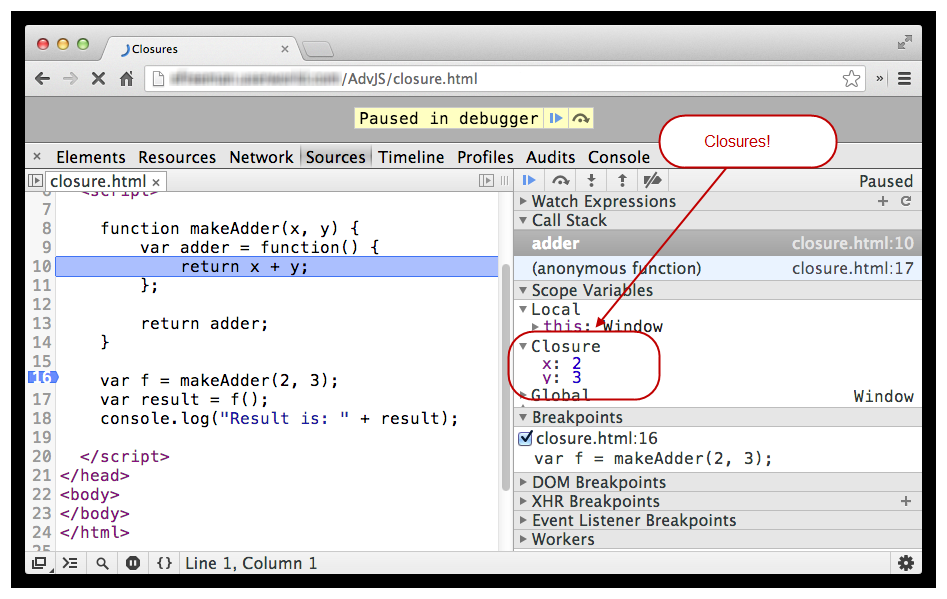 Closures
/AdvJS/closure.html
Paused in debugger
Closures!
Elements Resources Network Sources Timeline Profiles Audits Console
closure.html
Paused
6 <script>
7
8 function makeAdder(x, y) {
9 var adder = function() {
10 return x + y;
11 };
12
13 return adder;
14 }
15
16 var f = makeAdder(2, 3);
17 var result = f();
18 console.log("Result is: " + result);
19
20 </script>
21 </head>
22 <body>
23 </body>
24 </html>
25
Watch Expressions
Call Stack
adder closure.html:10
(anonymous function) closure.html:17
Scope Variables
Local
this: Window
Closure
x: 2
y: 3
Global Window
Breakpoints
closure.html:16
var f = makeAdder(2, 3);
DOM Breakpoints
XHR Breakpoints
Event Listener Breakpoints
Workers
Line 1, Column 1